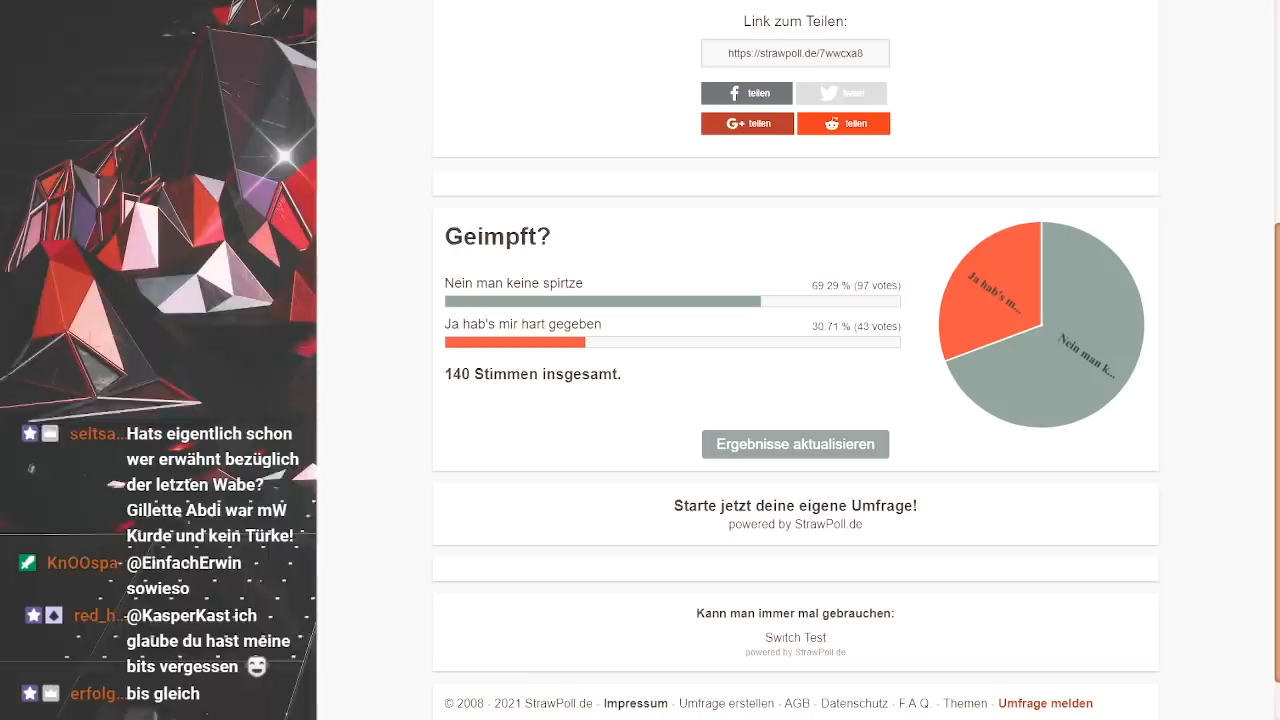 Link zum Teilen:
https://strawpoll.de/7wwcxa8
teilen
tweet
G+ teilen
teilen
Geimpft?
Nein man keine spirtze
69.29 % (97 votes)
Ja hab's mir hart gegeben
30.71 % (43 votes)
140 Stimmen insgesamt.
Ja hab's m...
Nein man k...
Ergebnisse aktualisieren
Starte jetzt deine eigene Umfrage!
powered by StrawPoll.de
Kann man immer mal gebrauchen:
Switch Test
powered by StrawPoll.de
© 2008 - 2021 StrawPoll.de - Impressum - Umfrage erstellen - AGB - Datenschutz - F.A.Q. - Themen - Umfrage melden
seltsa... Hats eigentlich schon
wer erwähnt bezüglich
der letzten Wabe?
Gillette Abdi war mW
Kurde und kein Türke!
KnOOspa- @EinfachErwin
sowieso
red_h... @KasperKast ich
glaube du hast meine
bits vergessen
erfolg... bis gleich